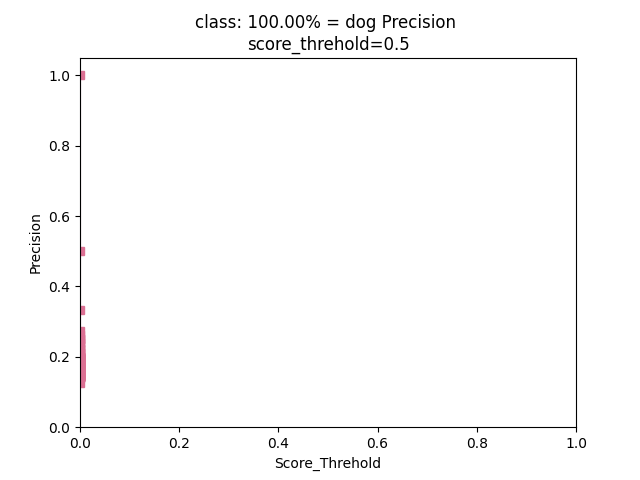 class: 100.00% = dog Precision
score_threhold=0.5
1.0
0.8
0.6
0.4
0.2
0.0
Precision
0.0 0.2 0.4 0.6 0.8 1.0
Score_Threhold